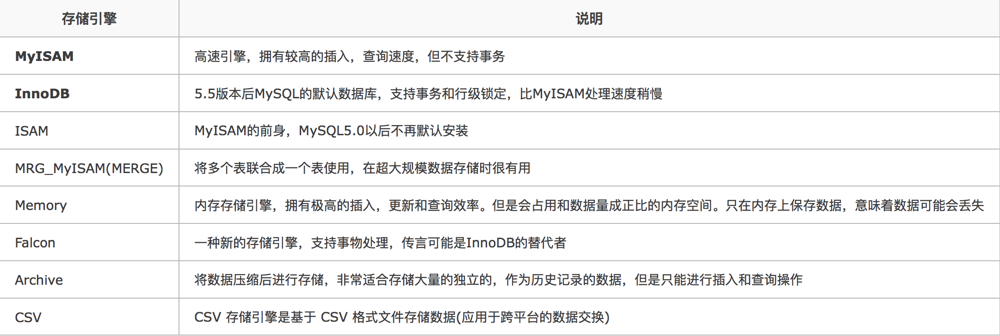 存储引擎 说明
MyISAM 高速引擎，拥有较高的插入，查询速度，但不支持事务
InnoDB 5.5版本后MySQL的默认数据库，支持事务和行级锁定，比MyISAM处理速度稍慢
ISAM MyISAM的前身，MySQL5.0以后不再默认安装
MRG_MyISAM(MERGE) 将多个表联合成一个表使用，在超大规模数据存储时很有用
Memory 内存存储引擎，拥有极高的插入，更新和查询效率。但是会占用和数据量成正比的内存空间。只在内存上保存数据，意味着数据可能会丢失
Falcon 一种新的存储引擎，支持事物处理，传言可能是InnoDB的替代者
Archive 将数据压缩后进行存储，非常适合存储大量的独立的，作为历史记录的数据，但是只能进行插入和查询操作
CSV CSV 存储引擎是基于 CSV 格式文件存储数据(应用于跨平台的数据交换)